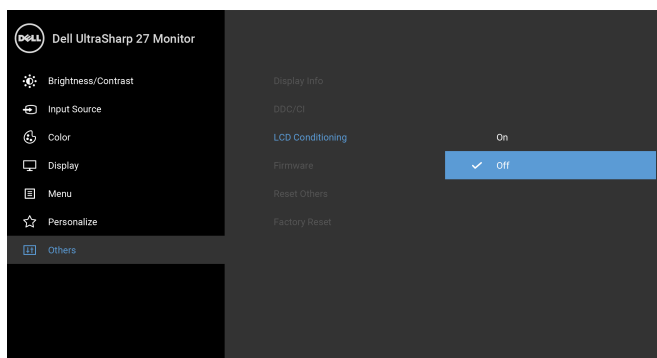 DELL Dell UltraSharp 27 Monitor
Brightness/Contrast
Input Source
Color
Display
Menu
Personalize
Others
Display Info
DDC/CI
LCD Conditioning
Firmware
Reset Others
Factory Reset
On
Off